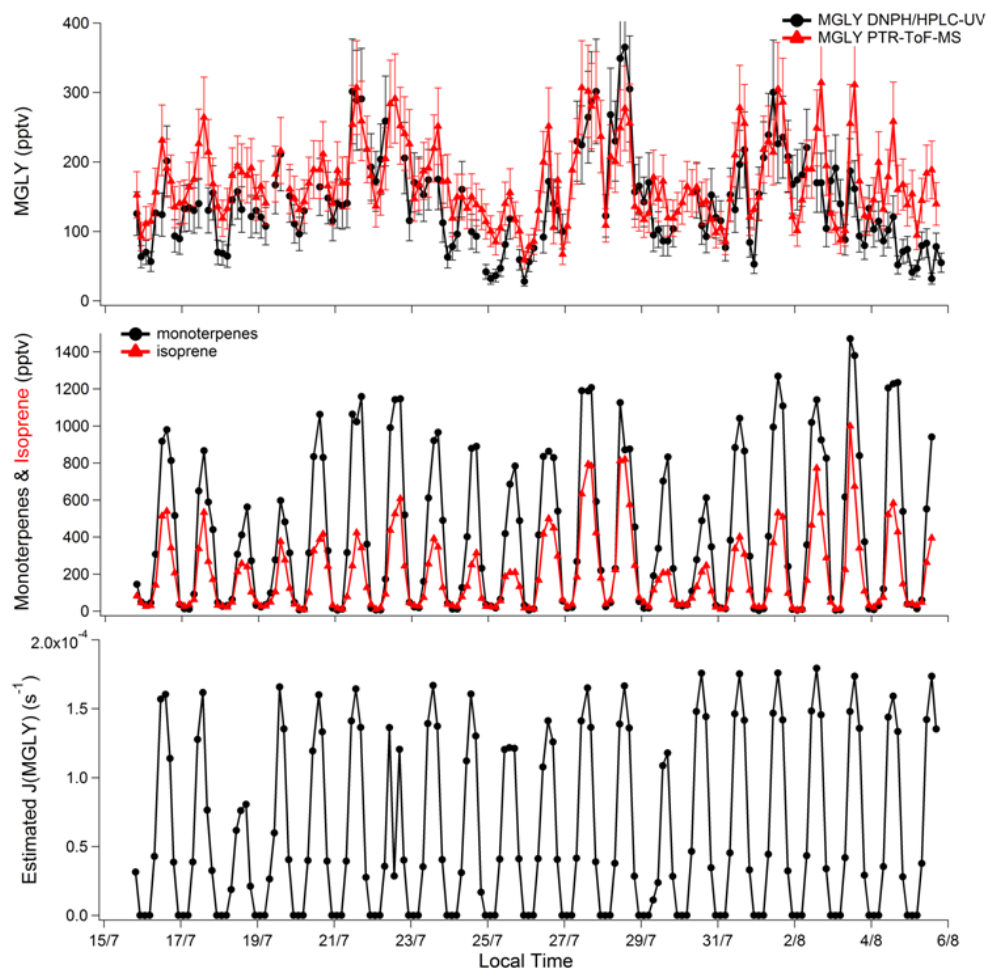 MGLY DNPH/HPLC-UV
MGLY PTR-ToF-MS
400
300
200
100
0
MGLY (pptv)
monoterpenes
isoprene
1400
1200
1000
800
600
400
200
0
Monoterpenes & Isoprene (pptv)
2.0x10⁻⁴
1.5
1.0
0.5
0.0
Estimated J(MGLY) (s⁻¹)
15/7 17/7 19/7 21/7 23/7 25/7 27/7 29/7 31/7 2/8 4/8 6/8
Local Time